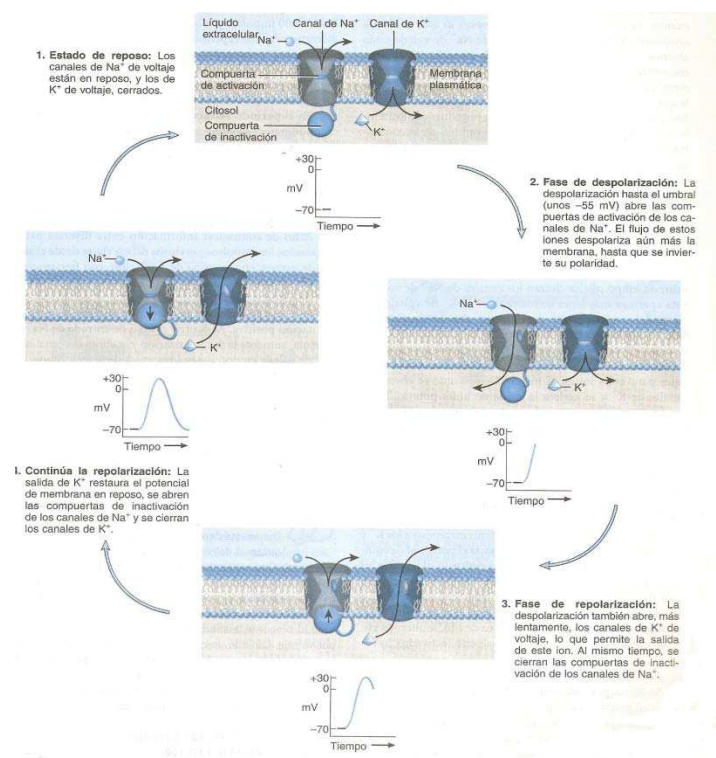 Líquido
extracelular
Na⁺
Canal de Na⁺
Canal de K⁺
1. Estado de reposo: Los
canales de Na⁺ de voltaje
están en reposo, y los de
K⁺ de voltaje, cerrados.
Compuerta
de activación
Membrana
plasmática
Citosol
Compuerta
de inactivación
K⁺
+30
0
mV
−70
Tiempo
2. Fase de despolarización: La
despolarización hasta el umbral
(unos −55 mV) abre las com-
puertas de activación de los ca-
nales de Na⁺. El flujo de estos
iones despolariza aún más la
membrana, hasta que se invier-
te su polaridad.
Na⁺
K⁺
+30
0
mV
−70
Tiempo
3. Fase de repolarización: La
despolarización también abre, más
lentamente, los canales de K⁺ de
voltaje, lo que permite la salida
de este ion. Al mismo tiempo, se
cierran las compuertas de inacti-
vación de los canales de Na⁺.
+30
0
mV
−70
Tiempo
Na⁺
K⁺
+30
0
mV
−70
Tiempo
. Continúa la repolarización: La
salida de K⁺ restaura el potencial
de membrana en reposo, se abren
las compuertas de inactivación
de los canales de Na⁺ y se cierran
los canales de K⁺.